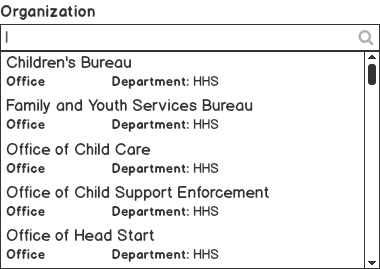 Organization
Children's Bureau
Office Department: HHS
Family and Youth Services Bureau
Office Department: HHS
Office of Child Care
Office Department: HHS
Office of Child Support Enforcement
Office Department: HHS
Office of Head Start
Office Department: HHS